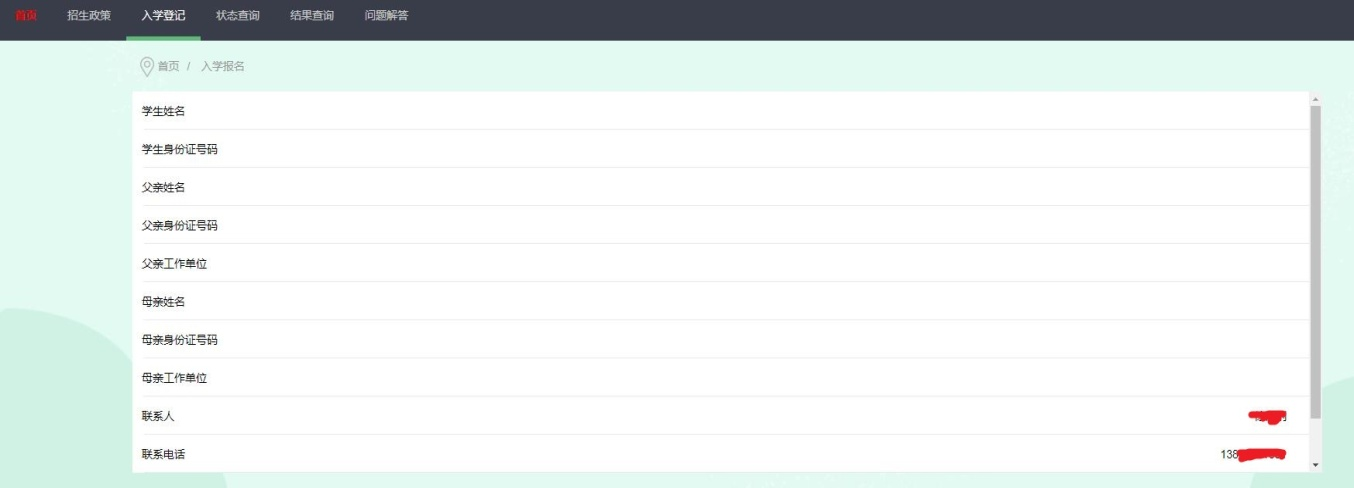 首页 招生政策 入学登记 状态查询 结果查询 问题解答
首页 / 入学报名
学生姓名
学生身份证号码
父亲姓名
父亲身份证号码
父亲工作单位
母亲姓名
母亲身份证号码
母亲工作单位
联系人
联系电话 138